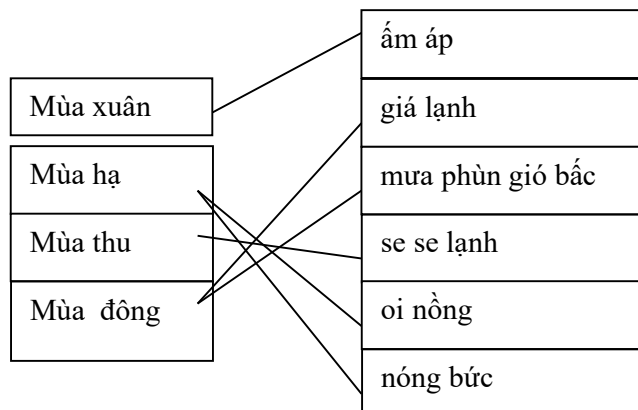 Mùa xuân
Mùa hạ
Mùa thu
Mùa đông
ấm áp
giá lạnh
mưa phùn gió bấc
se se lạnh
oi nồng
nóng bức